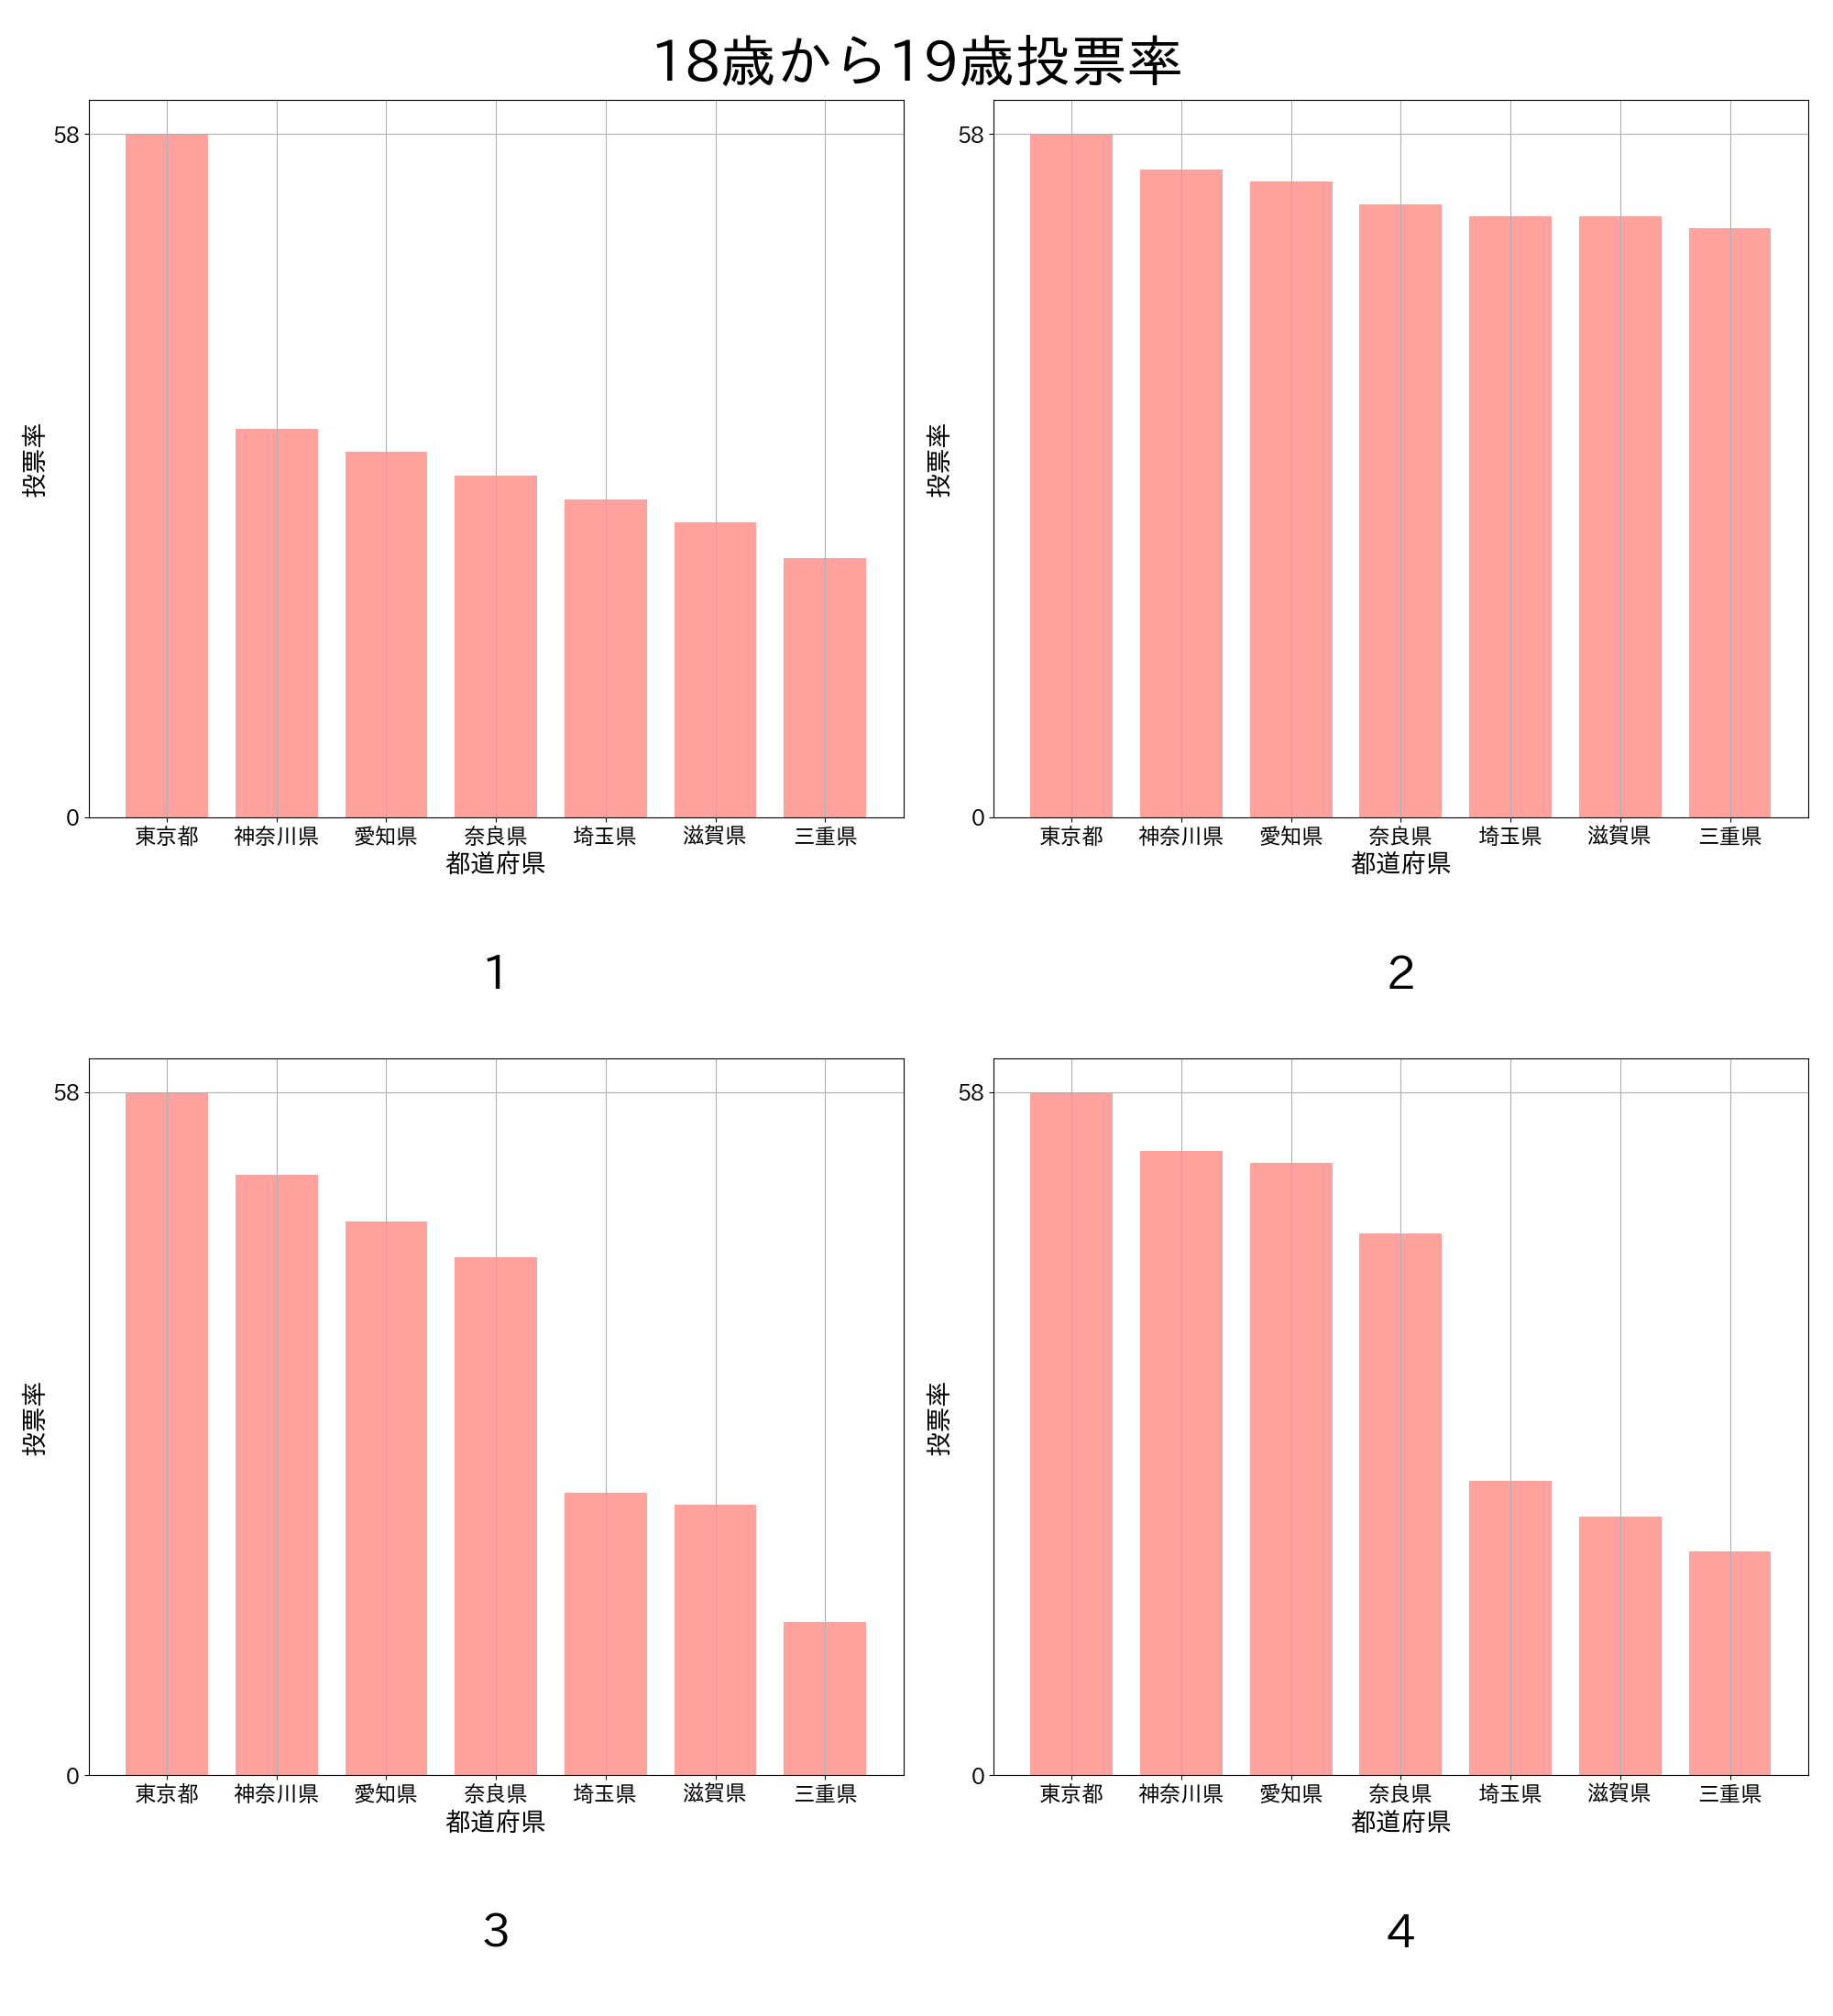 18歳から19歳投票率
58
0
投票率
東京都 神奈川県 愛知県 奈良県 埼玉県 滋賀県 三重県
都道府県
1
58
0
投票率
東京都 神奈川県 愛知県 奈良県 埼玉県 滋賀県 三重県
都道府県
2
58
0
投票率
東京都 神奈川県 愛知県 奈良県 埼玉県 滋賀県 三重県
都道府県
3
58
0
投票率
東京都 神奈川県 愛知県 奈良県 埼玉県 滋賀県 三重県
都道府県
4